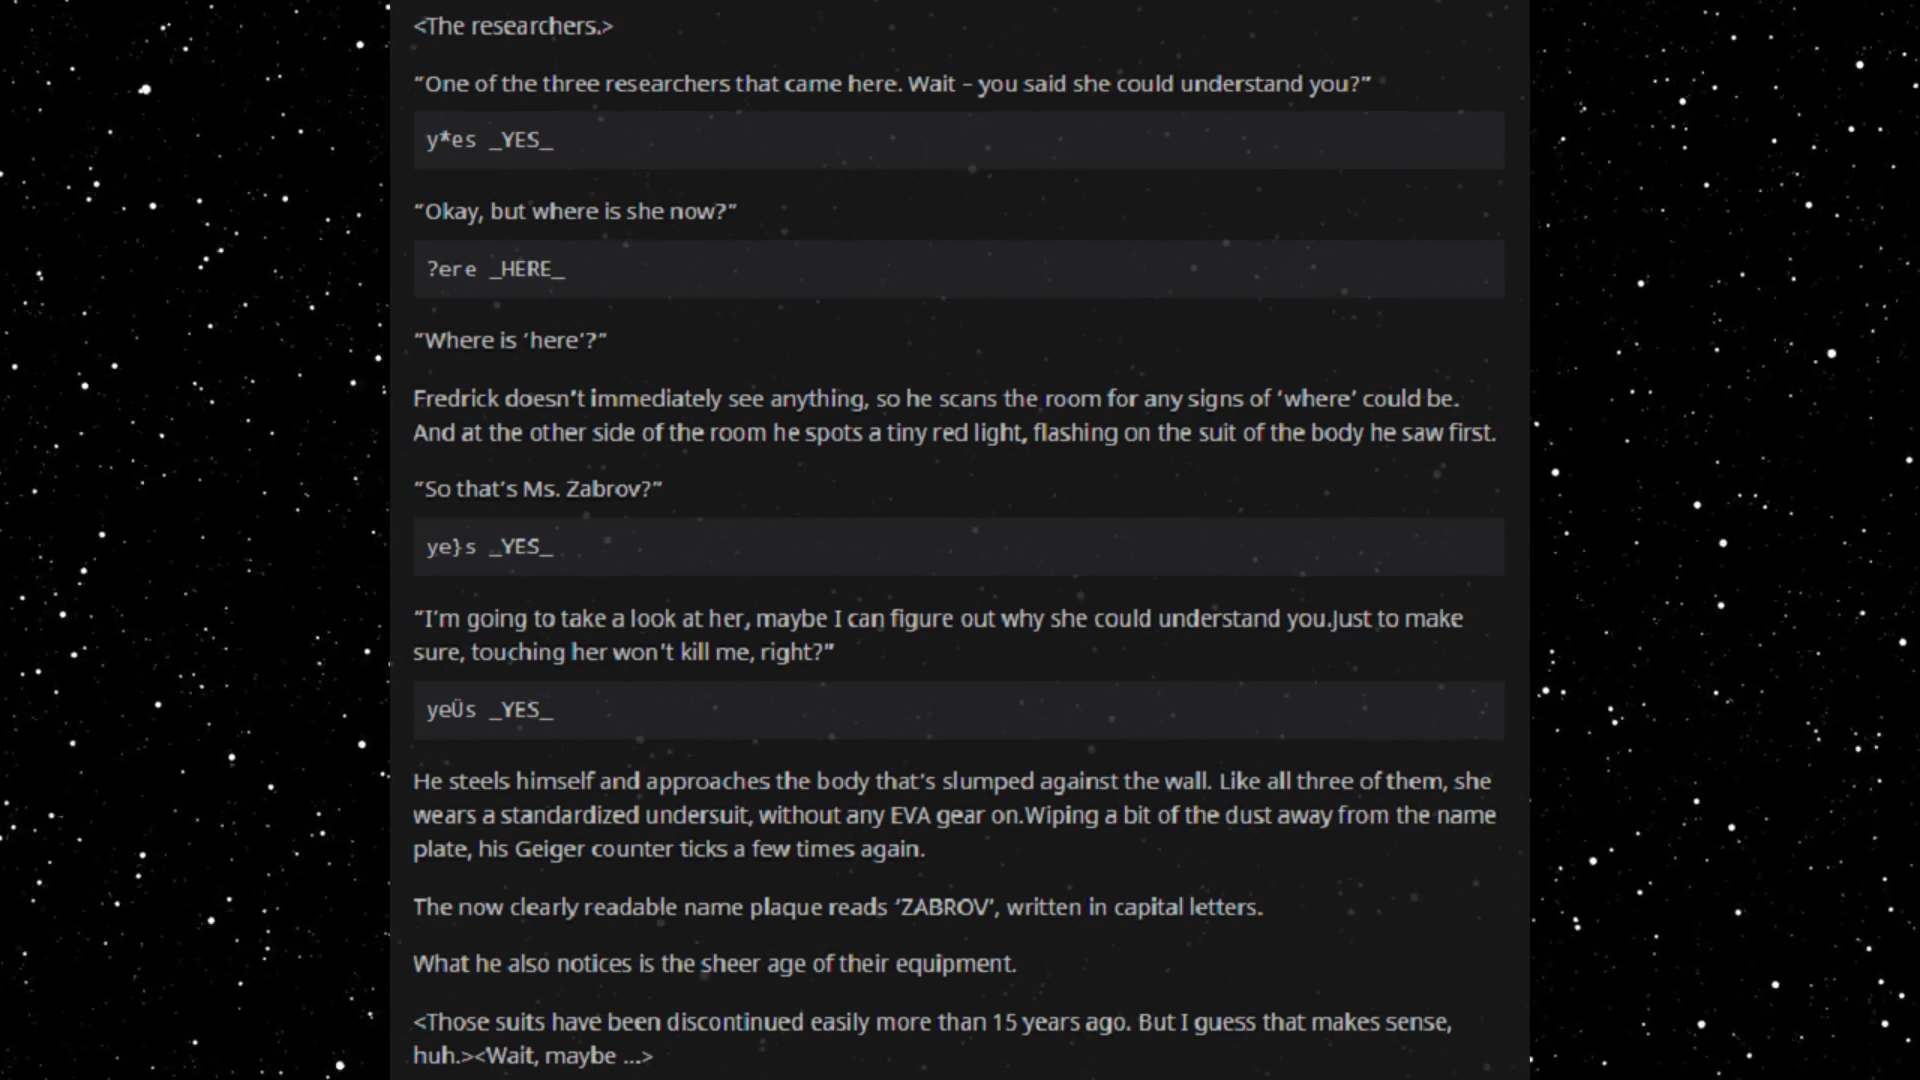 <The researchers.>
“One of the three researchers that came here. Wait – you said she could understand you?”
y*es _YES_
“Okay, but where is she now?”
?ere _HERE_
“Where is ‘here’?”
Fredrick doesn’t immediately see anything, so he scans the room for any signs of ‘where’ could be.
And at the other side of the room he spots a tiny red light, flashing on the suit of the body he saw first.
“So that’s Ms. Zabrov?”
ye}s _YES_
“I’m going to take a look at her, maybe I can figure out why she could understand you.Just to make
sure, touching her won’t kill me, right?”
yeÛs _YES_
He steels himself and approaches the body that’s slumped against the wall. Like all three of them, she
wears a standardized undersuit, without any EVA gear on.Wiping a bit of the dust away from the name
plate, his Geiger counter ticks a few times again.
The now clearly readable name plaque reads ‘ZABROV’, written in capital letters.
What he also notices is the sheer age of their equipment.
<Those suits have been discontinued easily more than 15 years ago. But I guess that makes sense,
huh.><Wait, maybe ...>